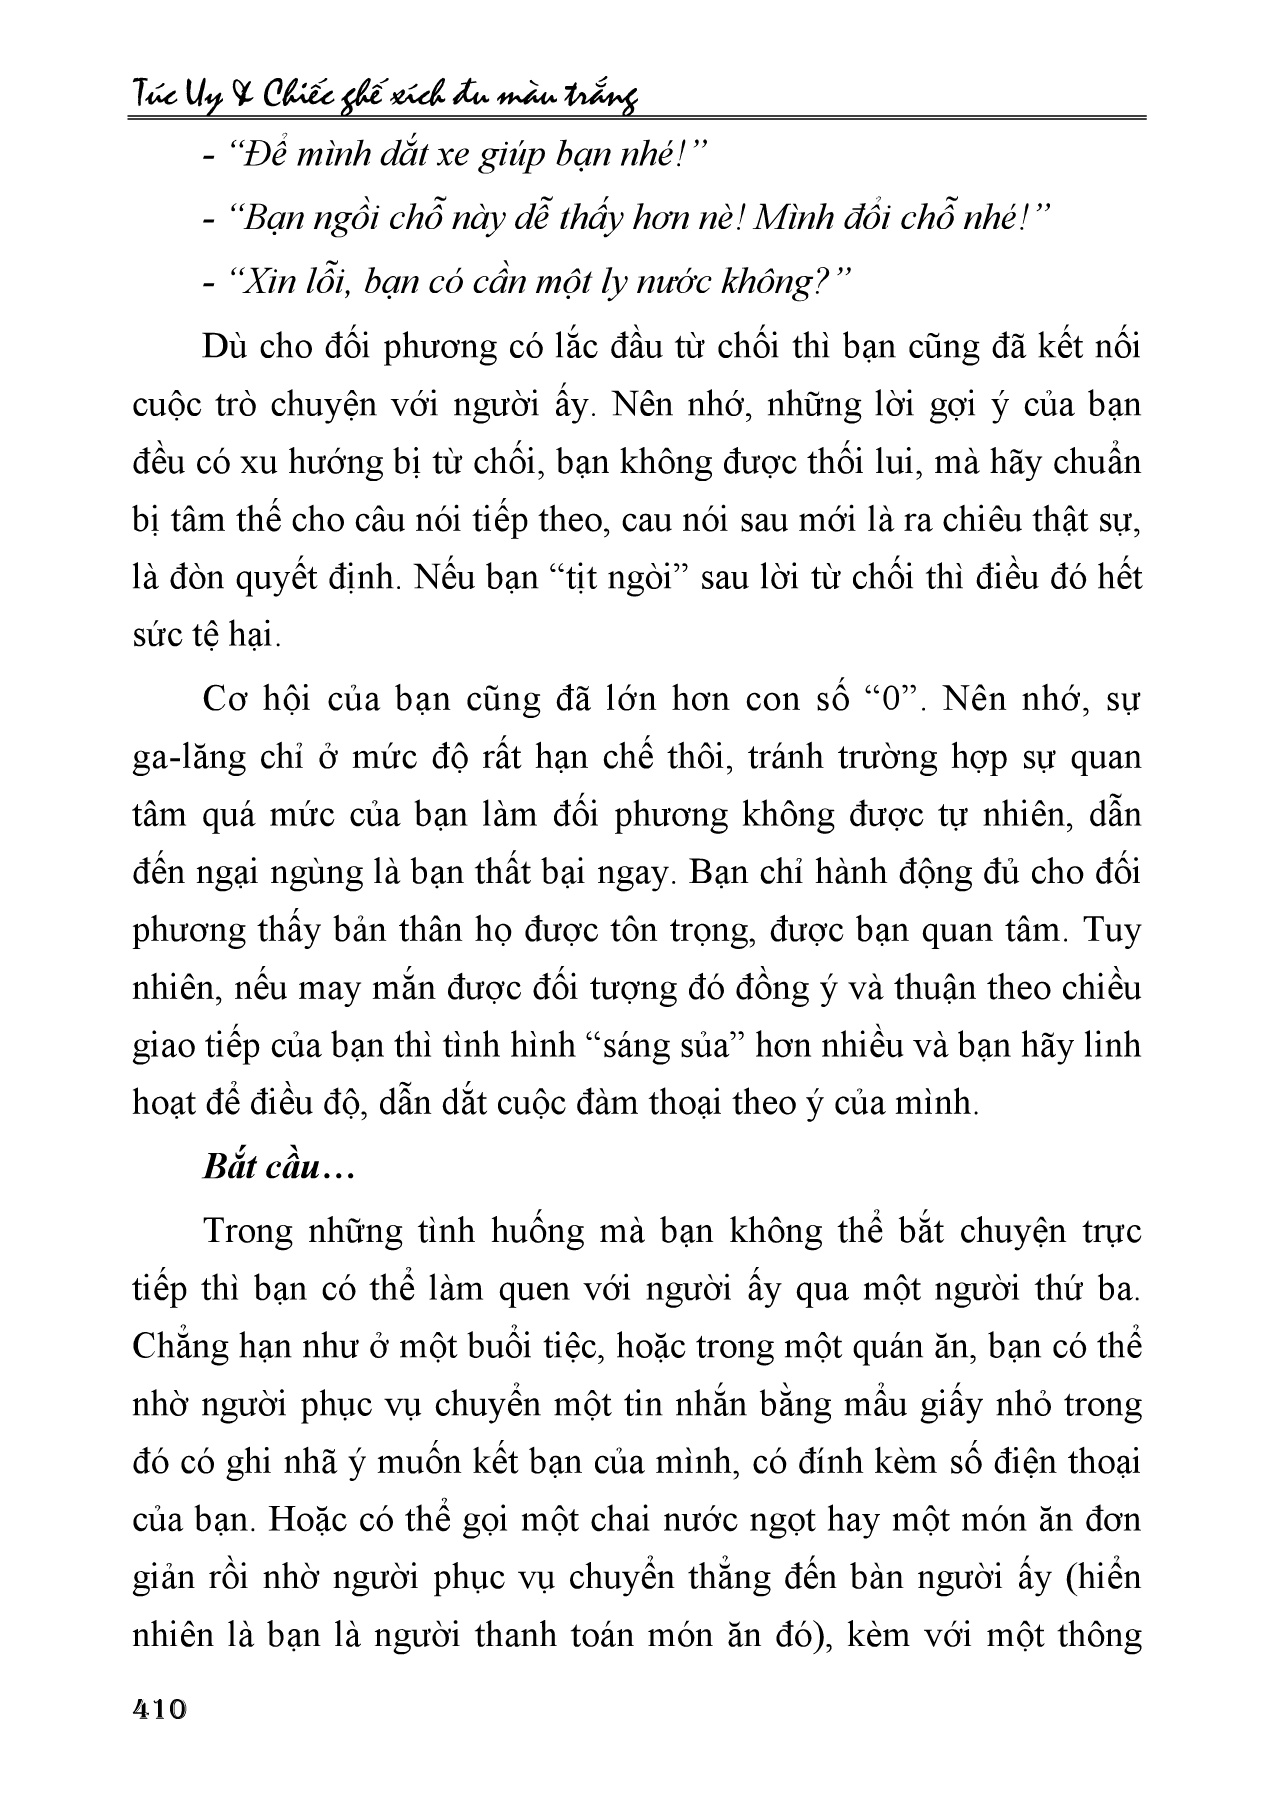 Túc Uy & Chiếc ghế xích đu màu trắng
- “Để mình dắt xe giúp bạn nhé!”
- “Bạn ngồi chỗ này dễ thấy hơn nè! Mình đổi chỗ nhé!”
- “Xin lỗi, bạn có cần một ly nước không?”
Dù cho đối phương có lắc đầu từ chối thì bạn cũng đã kết nối
cuộc trò chuyện với người ấy. Nên nhớ, những lời gợi ý của bạn
đều có xu hướng bị từ chối, bạn không được thối lui, mà hãy chuẩn
bị tâm thế cho câu nói tiếp theo, cau nói sau mới là ra chiêu thật sự,
là đòn quyết định. Nếu bạn “tịt ngòi” sau lời từ chối thì điều đó hết
sức tệ hại.
Cơ hội của bạn cũng đã lớn hơn con số “0”. Nên nhớ, sự
ga-lăng chỉ ở mức độ rất hạn chế thôi, tránh trường hợp sự quan
tâm quá mức của bạn làm đối phương không được tự nhiên, dẫn
đến ngại ngùng là bạn thất bại ngay. Bạn chỉ hành động đủ cho đối
phương thấy bản thân họ được tôn trọng, được bạn quan tâm. Tuy
nhiên, nếu may mắn được đối tượng đó đồng ý và thuận theo chiều
giao tiếp của bạn thì tình hình “sáng sủa” hơn nhiều và bạn hãy linh
hoạt để điều độ, dẫn dắt cuộc đàm thoại theo ý của mình.
Bắt cầu…
Trong những tình huống mà bạn không thể bắt chuyện trực
tiếp thì bạn có thể làm quen với người ấy qua một người thứ ba.
Chẳng hạn như ở một buổi tiệc, hoặc trong một quán ăn, bạn có thể
nhờ người phục vụ chuyển một tin nhắn bằng mẩu giấy nhỏ trong
đó có ghi nhã ý muốn kết bạn của mình, có đính kèm số điện thoại
của bạn. Hoặc có thể gọi một chai nước ngọt hay một món ăn đơn
giản rồi nhờ người phục vụ chuyển thẳng đến bàn người ấy (hiển
nhiên là bạn là người thanh toán món ăn đó), kèm với một thông
410